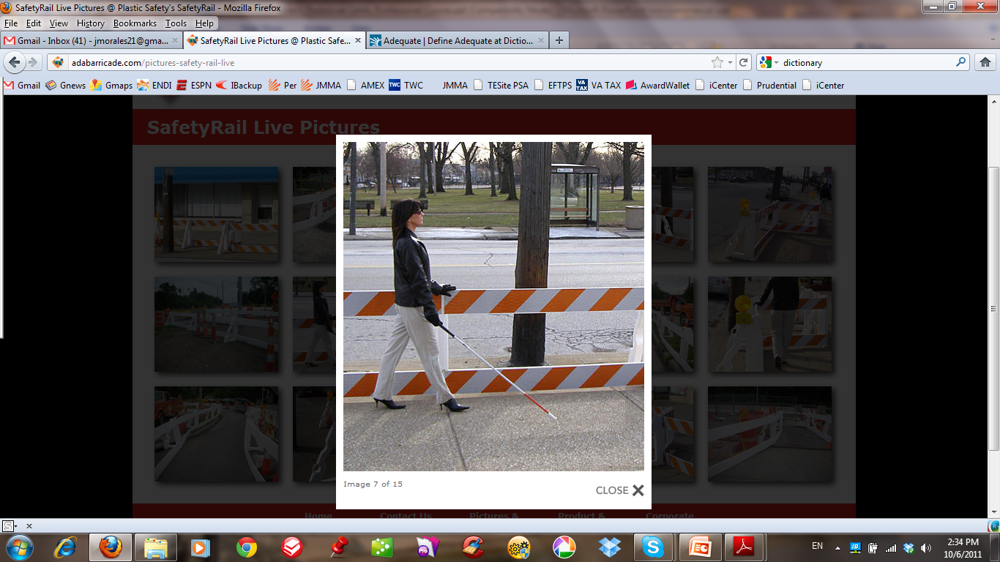 SafetyRail Live Pictures @ Plastic Safety's SafetyRail - Mozilla Firefox
File Edit View History Bookmarks Tools Help
Gmail - Inbox (41) - jmorales21@gma... SafetyRail Live Pictures @ Plastic Safe... Adequate | Define Adequate at Dictio...
adabarricade.com/pictures-safety-rail-live dictionary
Gmail Gnews Gmaps ENDI ESPN IBackup Per JMMA AMEX TWC TWC JMMA TESite PSA EFTPS VA TAX VA TAX AwardWallet iCenter Prudential iCenter
SafetyRail Live Pictures
Image 7 of 15
CLOSE
Home Contact Us Pictures & Product & Corporate
EN
2:34 PM
10/6/2011